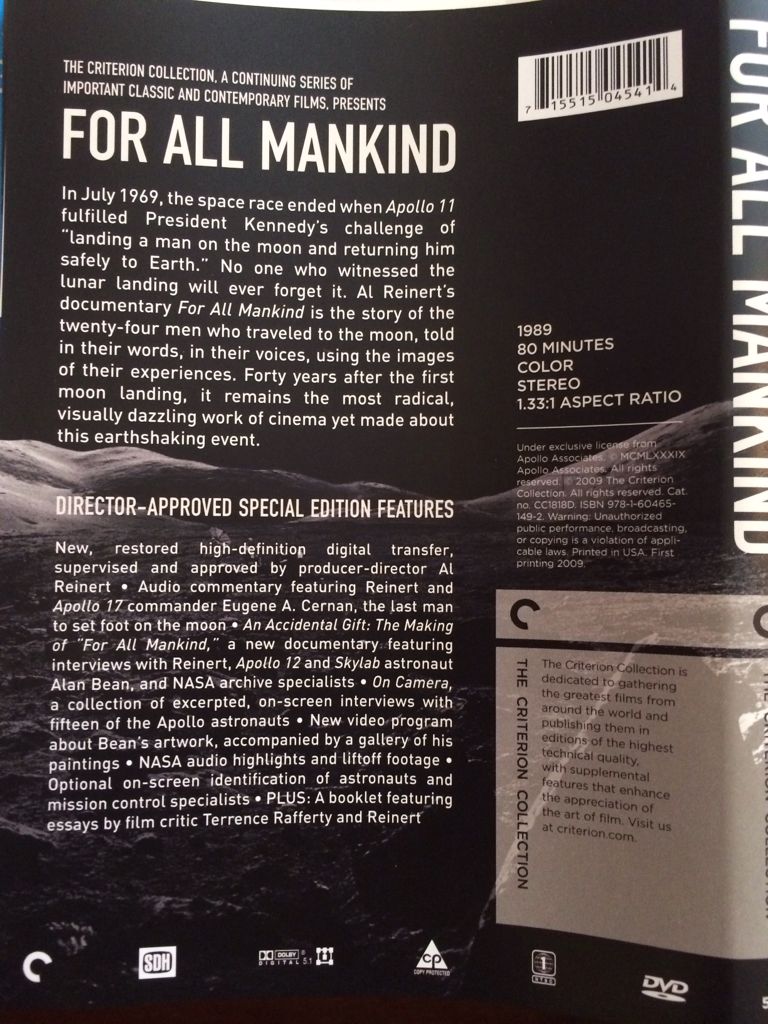 THE CRITERION COLLECTION, A CONTINUING SERIES OF
IMPORTANT CLASSIC AND CONTEMPORARY FILMS, PRESENTS
FOR ALL MANKIND
In July 1969, the space race ended when Apollo 11
fulfilled President Kennedy's challenge of
"landing a man on the moon and returning him
safely to Earth." No one who witnessed the
lunar landing will ever forget it. Al Reinert's
documentary For All Mankind is the story of the
twenty-four men who traveled to the moon, told
in their words, in their voices, using the images
of their experiences. Forty years after the first
moon landing, it remains the most radical,
visually dazzling work of cinema yet made about
this earthshaking event.
DIRECTOR-APPROVED SPECIAL EDITION FEATURES
New, restored high-definition digital transfer,
supervised and approved by producer-director Al
Reinert • Audio commentary featuring Reinert and
Apollo 17 commander Eugene A. Cernan, the last man
to set foot on the moon • An Accidental Gift: The Making
of "For All Mankind," a new documentary featuring
interviews with Reinert, Apollo 12 and Skylab astronaut
Alan Bean, and NASA archive specialists • On Camera,
a collection of excerpted, on-screen interviews with
fifteen of the Apollo astronauts • New video program
about Bean's artwork, accompanied by a gallery of his
paintings • NASA audio highlights and liftoff footage •
Optional on-screen identification of astronauts and
mission control specialists • PLUS: A booklet featuring
essays by film critic Terrence Rafferty and Reinert
7 15515 04541 4
1989
80 MINUTES
COLOR
STEREO
1.33:1 ASPECT RATIO
Under exclusive license from
Apollo Associates. © MCMLXXXIX
Apollo Associates. All rights
reserved. © 2009 The Criterion
Collection. All rights reserved. Cat.
no. CC1818D. ISBN 978-1-60465-
149-2. Warning: Unauthorized
public performance, broadcasting,
or copying is a violation of appli-
cable laws. Printed in USA. First
printing 2009.
THE CRITERION COLLECTION
The Criterion Collection is
dedicated to gathering
the greatest films from
around the world and
publishing them in
editions of the highest
technical quality,
with supplemental
features that enhance
the appreciation of
the art of film. Visit us
at criterion.com.
SDH
DOLBY
DIGITAL 5.1
CP
COPY PROTECTED
1
NTSC
DVD
FOR ALL MANKIND
THE CRITERION COLLECTION
5